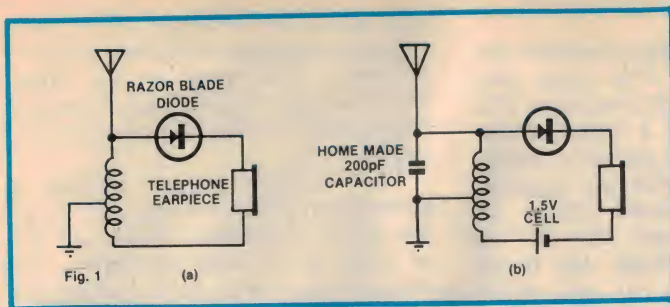 RAZOR BLADE
DIODE
TELEPHONE
EARPIECE
Fig. 1
(a)
HOME MADE
200pF
CAPACITOR
1.5V
CELL
(b)